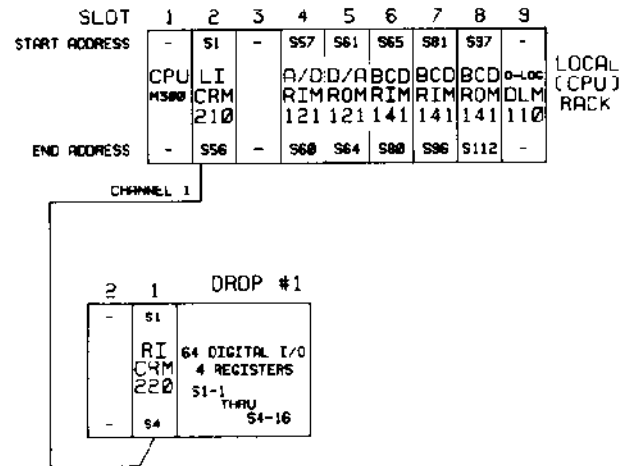 SLOT 1 2 3 4 5 6 7 8 9
START ADDRESS - S1 - S57 S61 S65 S81 S97 -
CPU LI A/D D/A BCD BCD BCD D-LOG
M380 CRM RIM ROM RIM RIM ROM DLM
210 121 121 141 141 141 110
LOCAL
(CPU)
RACK
END ADDRESS - S56 - S60 S64 S80 S96 S112 -
CHANNEL 1
2 1 DROP #1
- S1
RI 64 DIGITAL I/O
CRM 4 REGISTERS
220 S1-1
THRU
S4-16
- S4